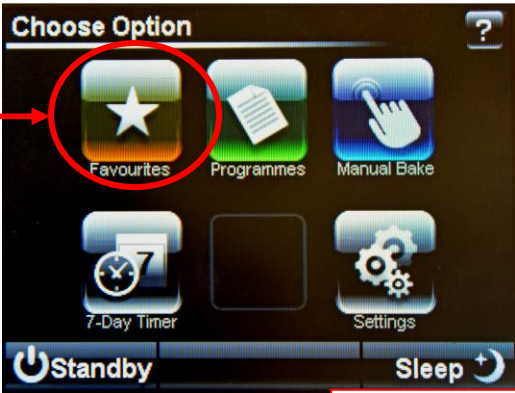 Choose Option ?
Favourites Programmes Manual Bake
7
7-Day Timer Settings
Standby Sleep